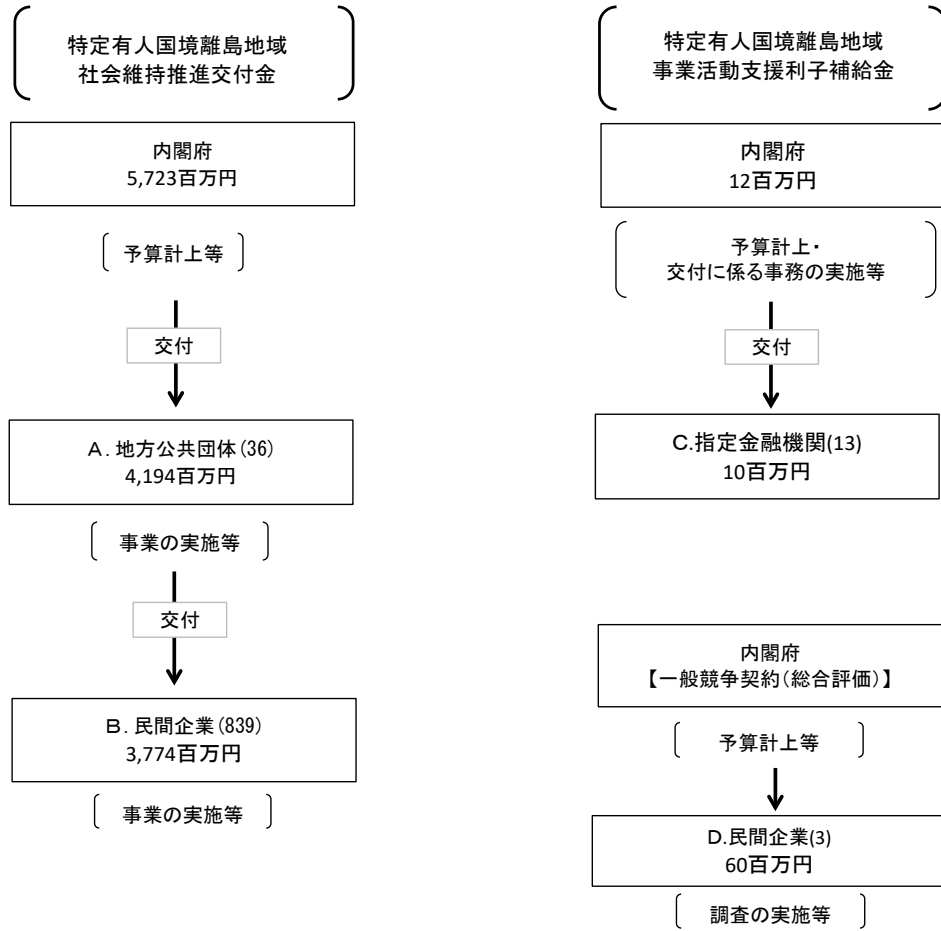 特定有人国境離島地域
社会維持推進交付金
内閣府
5,723百万円
予算計上等
交付
A.地方公共団体(36)
4,194百万円
事業の実施等
交付
B.民間企業(839)
3,774百万円
事業の実施等
特定有人国境離島地域
事業活動支援利子補給金
内閣府
12百万円
予算計上・
交付に係る事務の実施等
交付
C.指定金融機関(13)
10百万円
内閣府
【一般競争契約(総合評価)】
予算計上等
D.民間企業(3)
60百万円
調査の実施等